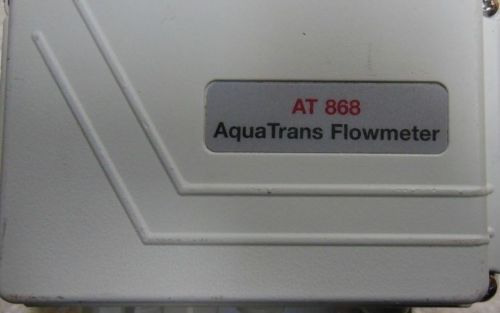 AT 868
AquaTrans Flowmeter